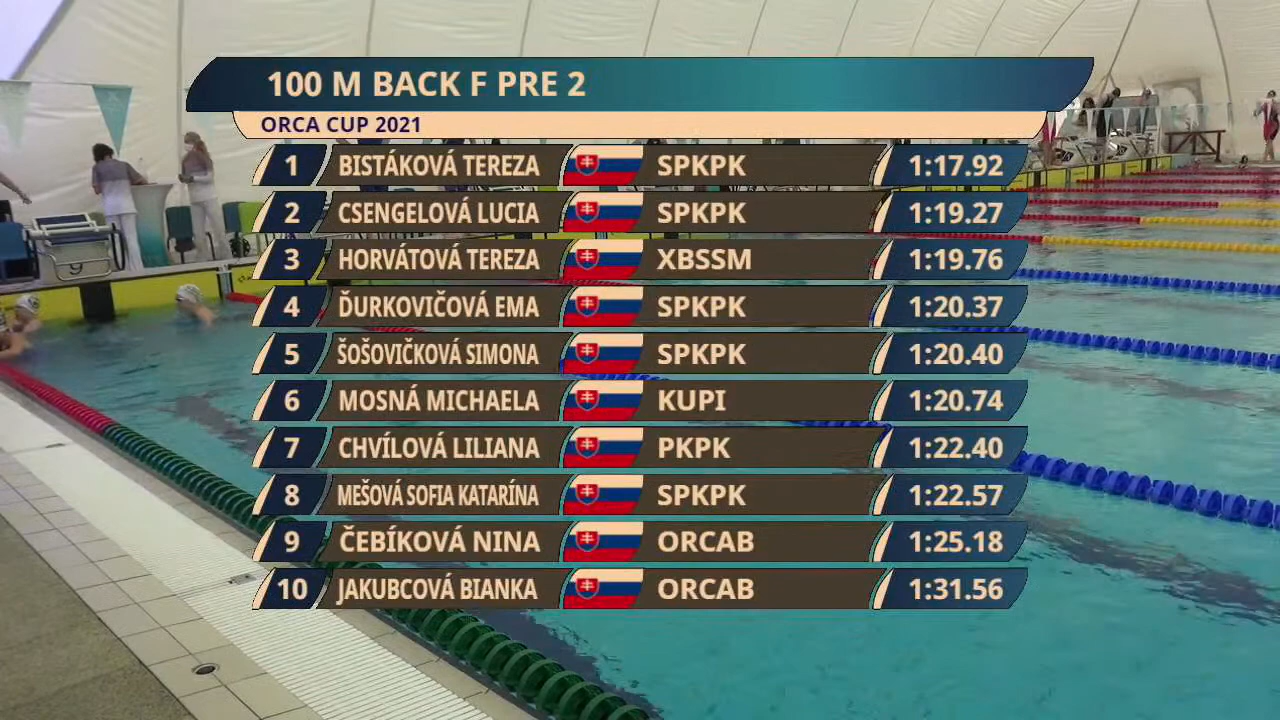 100 M BACK F PRE 2
ORCA CUP 2021
1 BISTÁKOVÁ TEREZA SPKPK 1:17.92
2 CSENGELOVÁ LUCIA SPKPK 1:19.27
3 HORVÁTOVÁ TEREZA XBSSM 1:19.76
4 ĎURKOVIČOVÁ EMA SPKPK 1:20.37
5 ŠOŠOVIČKOVÁ SIMONA SPKPK 1:20.40
6 MOSNÁ MICHAELA KUPI 1:20.74
7 CHVÍLOVÁ LILIANA PKPK 1:22.40
8 MEŠOVÁ SOFIA KATARÍNA SPKPK 1:22.57
9 ČEBÍKOVÁ NINA ORCAB 1:25.18
10 JAKUBCOVÁ BIANKA ORCAB 1:31.56